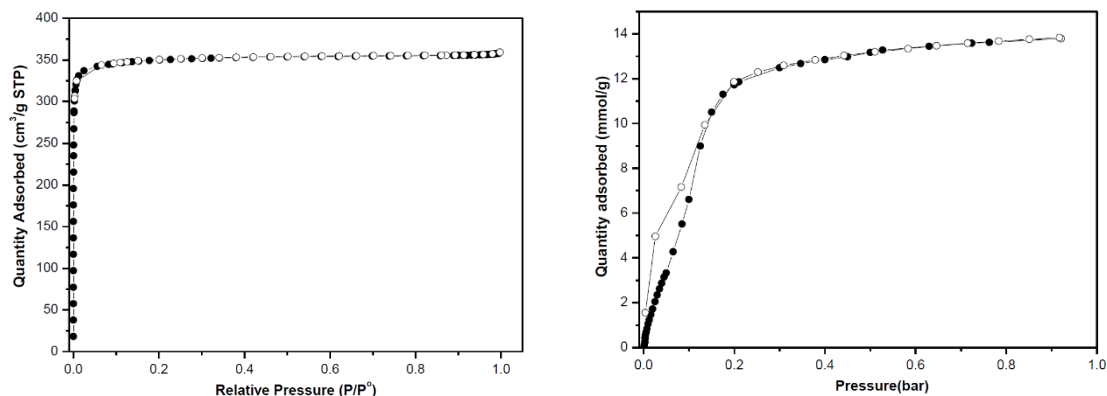 400
350
300
250
200
150
100
50
0
Quantity Adsorbed (cm³/g STP)
0.0 0.2 0.4 0.6 0.8 1.0
Relative Pressure (P/P°)
14
12
10
8
6
4
2
0
Quantity adsorbed (mmol/g)
0.0 0.2 0.4 0.6 0.8 1.0
Pressure(bar)